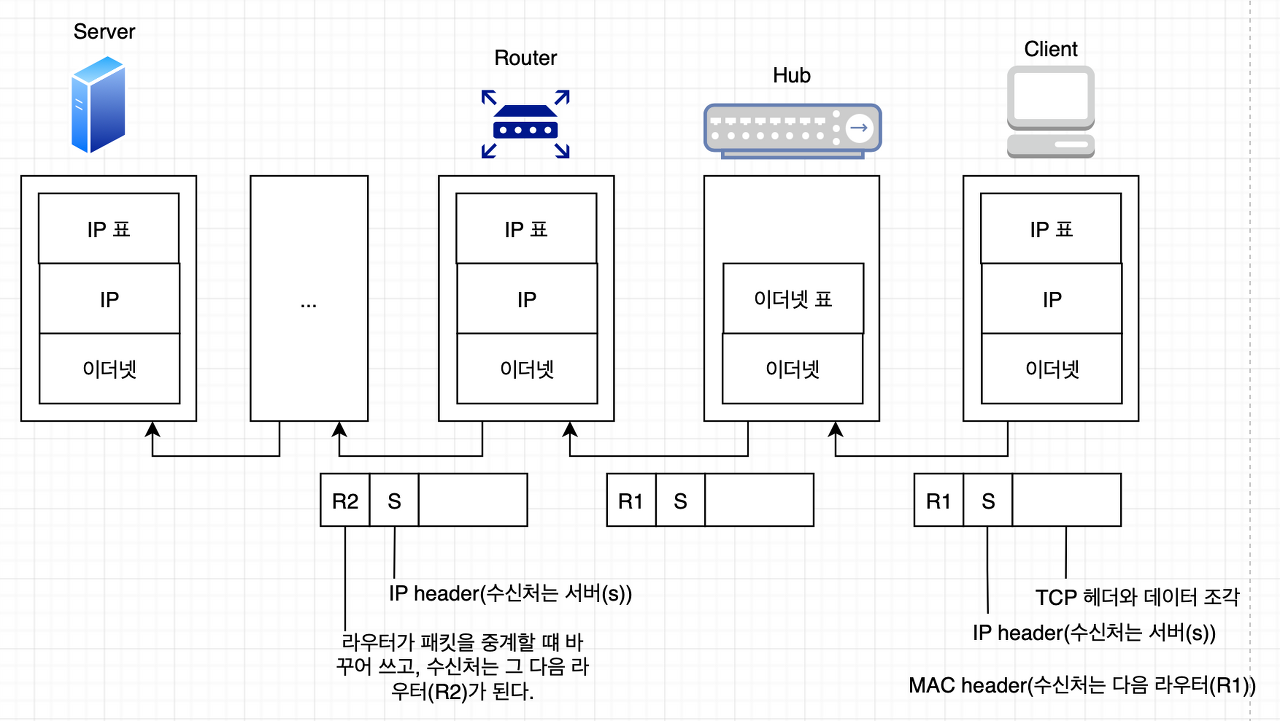 Server
Router
Hub
Client
IP 표
IP
이더넷
...
IP 표
IP
이더넷
이더넷 표
이더넷
IP 표
IP
이더넷
R2 S
R1 S
R1 S
IP header(수신처는 서버(s))
라우터가 패킷을 중계할 떄 바
꾸어 쓰고, 수신처는 그 다음 라
우터(R2)가 된다.
TCP 헤더와 데이터 조각
IP header(수신처는 서버(s))
MAC header(수신처는 다음 라우터(R1))